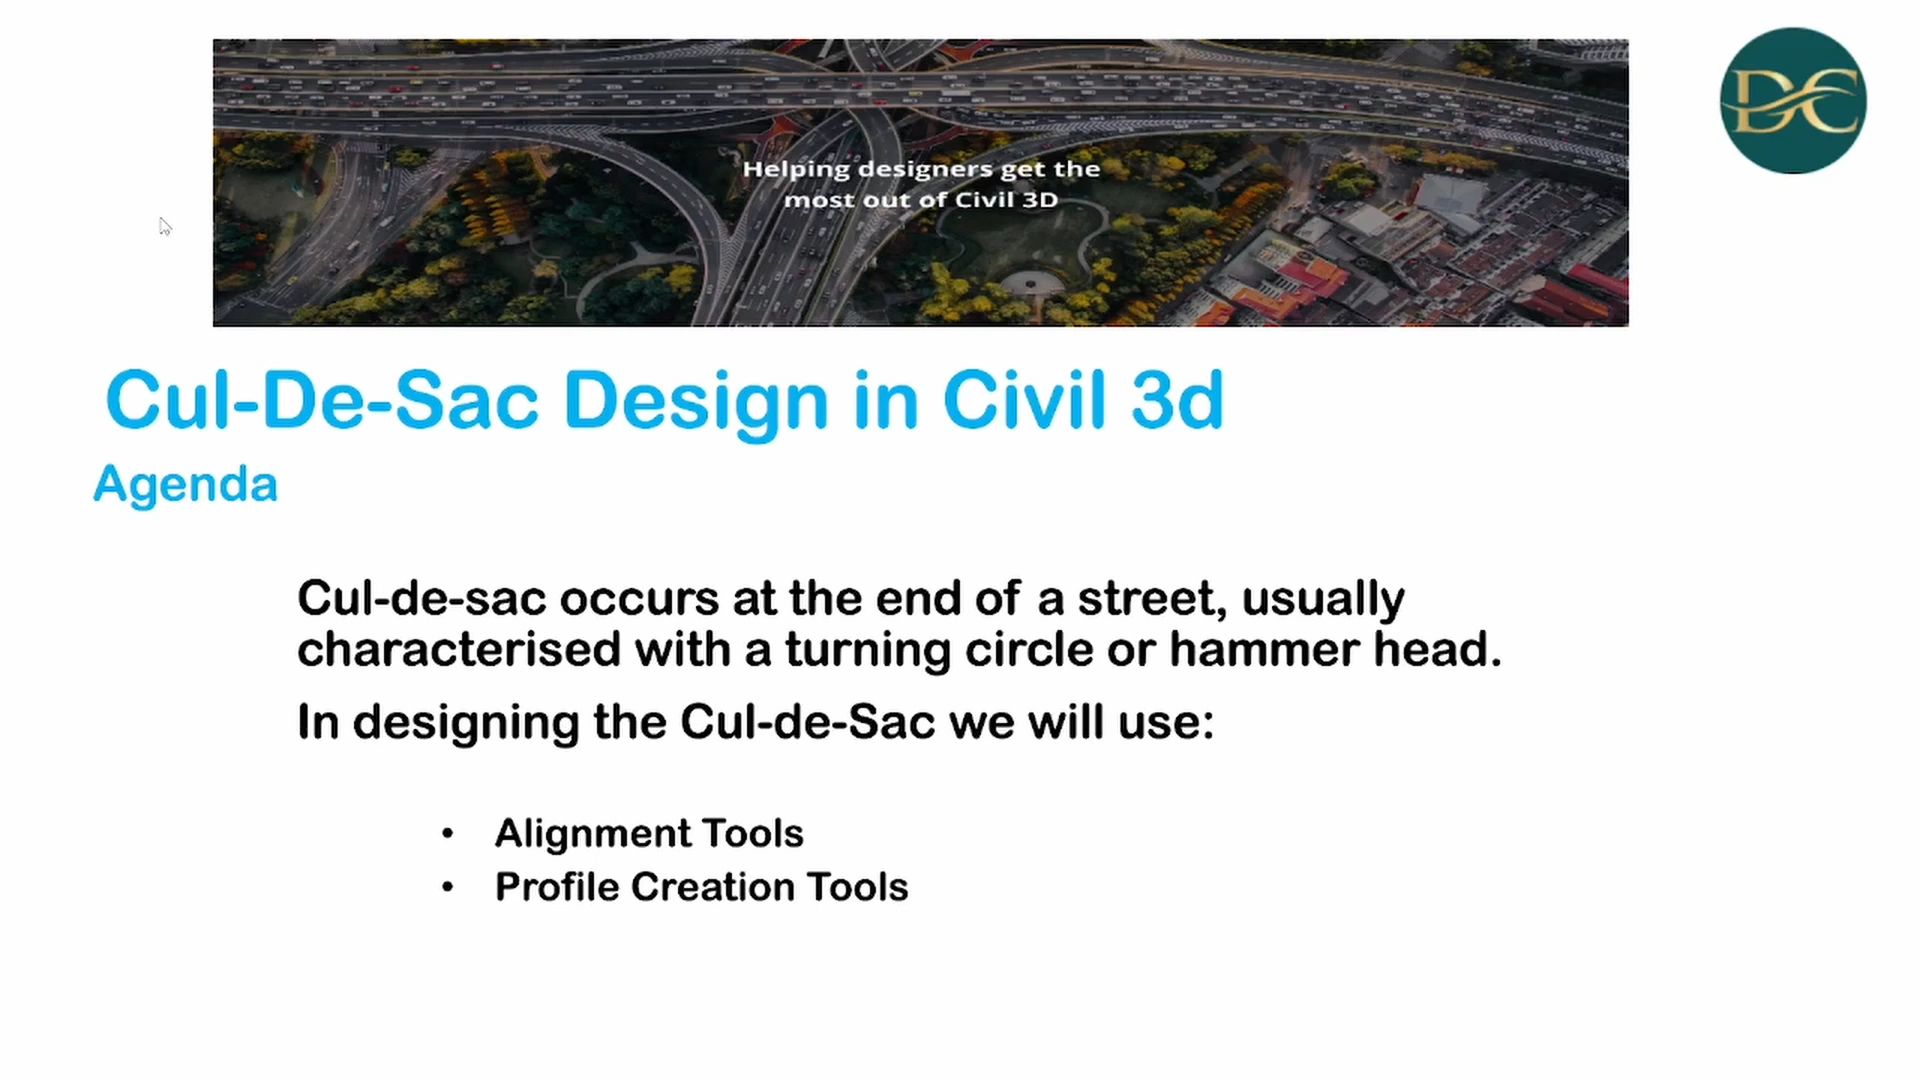 Helping designers get the
most out of Civil 3D
DC
Cul-De-Sac Design in Civil 3d
Agenda
Cul-de-sac occurs at the end of a street, usually
characterised with a turning circle or hammer head.
In designing the Cul-de-Sac we will use:
• Alignment Tools
• Profile Creation Tools